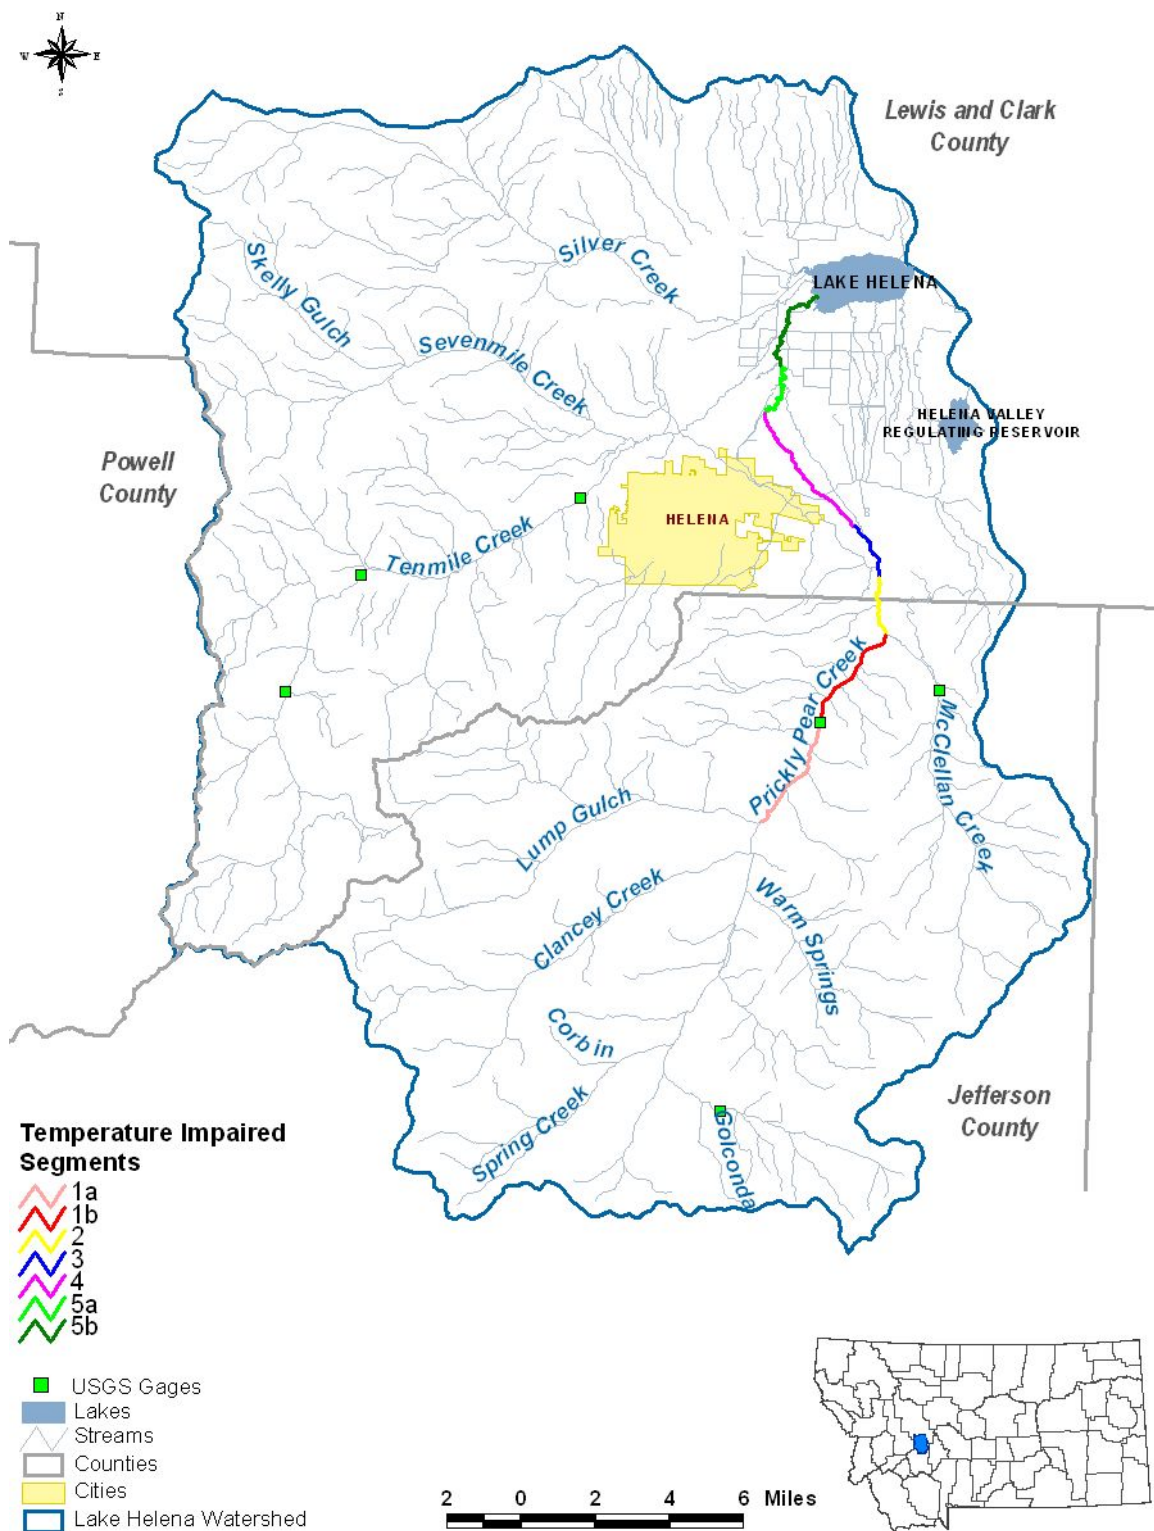 N
W E
S
Lewis and Clark
County
Silver Creek
Skelly Gulch
LAKE HELENA
Sevenmile Creek
HELENA VALLEY
REGULATING RESERVOIR
Powell
County
HELENA
Tenmile Creek
Prickly Pear Creek
McClellan Creek
Lump Gulch
Clancey Creek
Warm Springs
Corbin
Spring Creek
Golconda
Jefferson
County
Temperature Impaired
Segments
1a
1b
2
3
4
5a
5b
USGS Gages
Lakes
Streams
Counties
Cities
Lake Helena Watershed
2 0 2 4 6 Miles